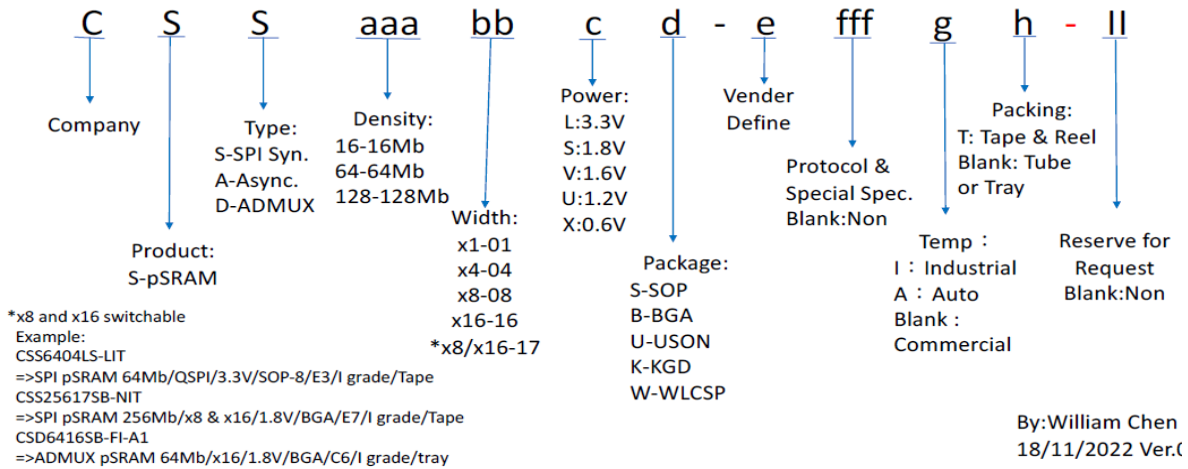 C S S aaa bb c d - e fff g h - II
Company
Product:
S-pSRAM
Type:
S-SPI Syn.
A-Async.
D-ADMUX
Density:
16-16Mb
64-64Mb
128-128Mb
Width:
x1-01
x4-04
x8-08
x16-16
*x8/x16-17
Power:
L:3.3V
S:1.8V
V:1.6V
U:1.2V
X:0.6V
Package:
S-SOP
B-BGA
U-USON
K-KGD
W-WLCSP
Vender
Define
Protocol &
Special Spec.
Blank:Non
Temp :
I : Industrial
A : Auto
Blank :
Commercial
Packing:
T: Tape & Reel
Blank: Tube
or Tray
Reserve for
Request
Blank:Non
*x8 and x16 switchable
Example:
CSS6404LS-LIT
=>SPI pSRAM 64Mb/QSPI/3.3V/SOP-8/E3/I grade/Tape
CSS25617SB-NIT
=>SPI pSRAM 256Mb/x8 & x16/1.8V/BGA/E7/I grade/Tape
CSD6416SB-FI-A1
=>ADMUX pSRAM 64Mb/x16/1.8V/BGA/C6/I grade/tray
By:William Chen
18/11/2022 Ver.